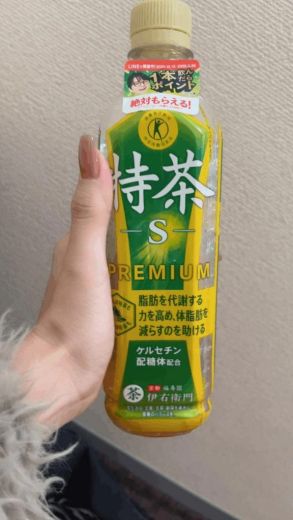 本飲んだら
ポイント
絶対もらえる!
特茶
S
PREMIUM
脂肪を代謝する
力を高め、体脂肪を
減らすのを助ける
ケルセチン
配糖体配合
茶
京都 福寿園
伊右衛門